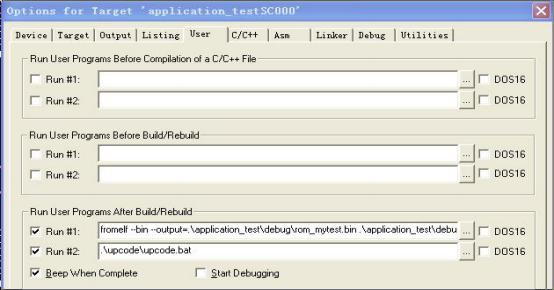 Options for Target 'application_testSC000'
Device | Target | Output | Listing | User | C/C++ | Asm | Linker | Debug | Utilities
Run User Programs Before Compilation of a C/C++ File
Run #1: ... DOS16
Run #2: ... DOS16
Run User Programs Before Build/Rebuild
Run #1: ... DOS16
Run #2: ... DOS16
Run User Programs After Build/Rebuild
Run #1: fromelf --bin --output=.\application_test\debug\rom_mytest.bin .\application_test\debu ... DOS16
Run #2: .\upcode\upcode.bat ... DOS16
Beep When Complete Start Debugging